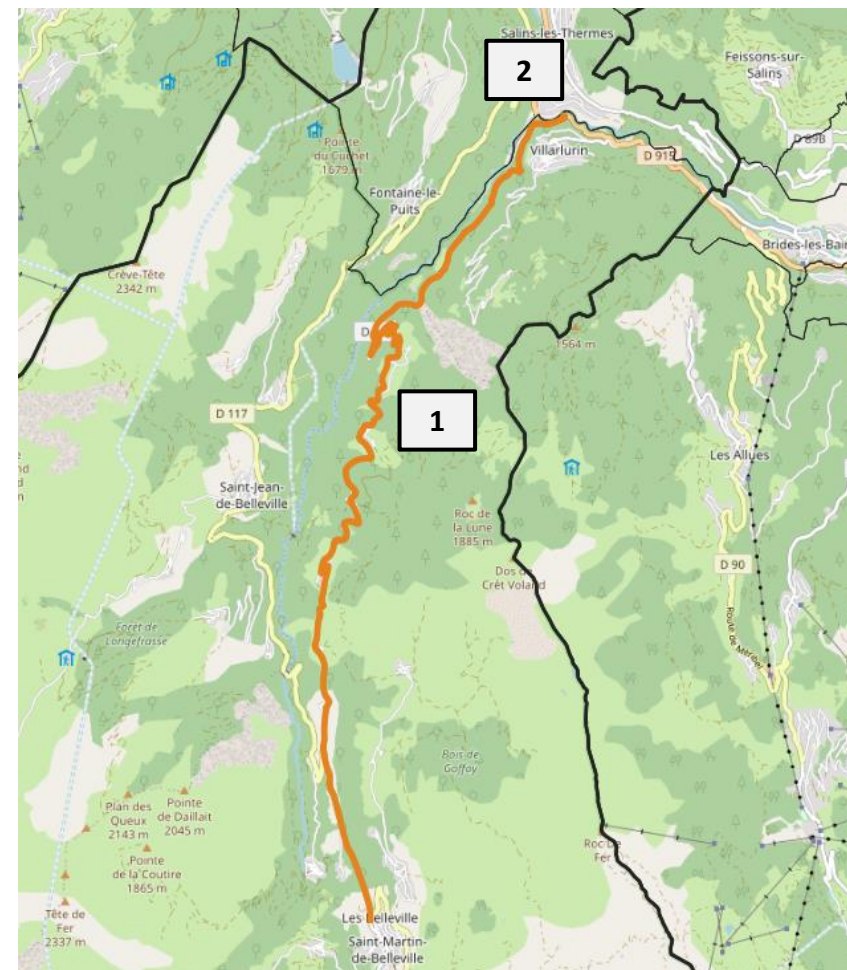 Salins-les-Thermes
2
Feissons-sur-
Salins
Pointe
du Cuchet
1679 m
Villarlurin
D 915
D 89B
Fontaine-le-
Puits
Crève-Tête
2342 m
Brides-les-Bai
D
1564 m
1
D 117
Les Allues
Saint-Jean-
de-Belleville
Roc de
la Lune
1885 m
Dos de
Crêt Voland
D 90
Forêt de
Longefrasse
Route de Méribel
Bois de
Goffay
Plan des
Queux
2143 m
Pointe
de Daillait
2045 m
Pointe
de la Coutire
1865 m
Roc De
Fer
Tête de
Fer
2337 m
Les Belleville
Saint-Martin-
de-Belleville